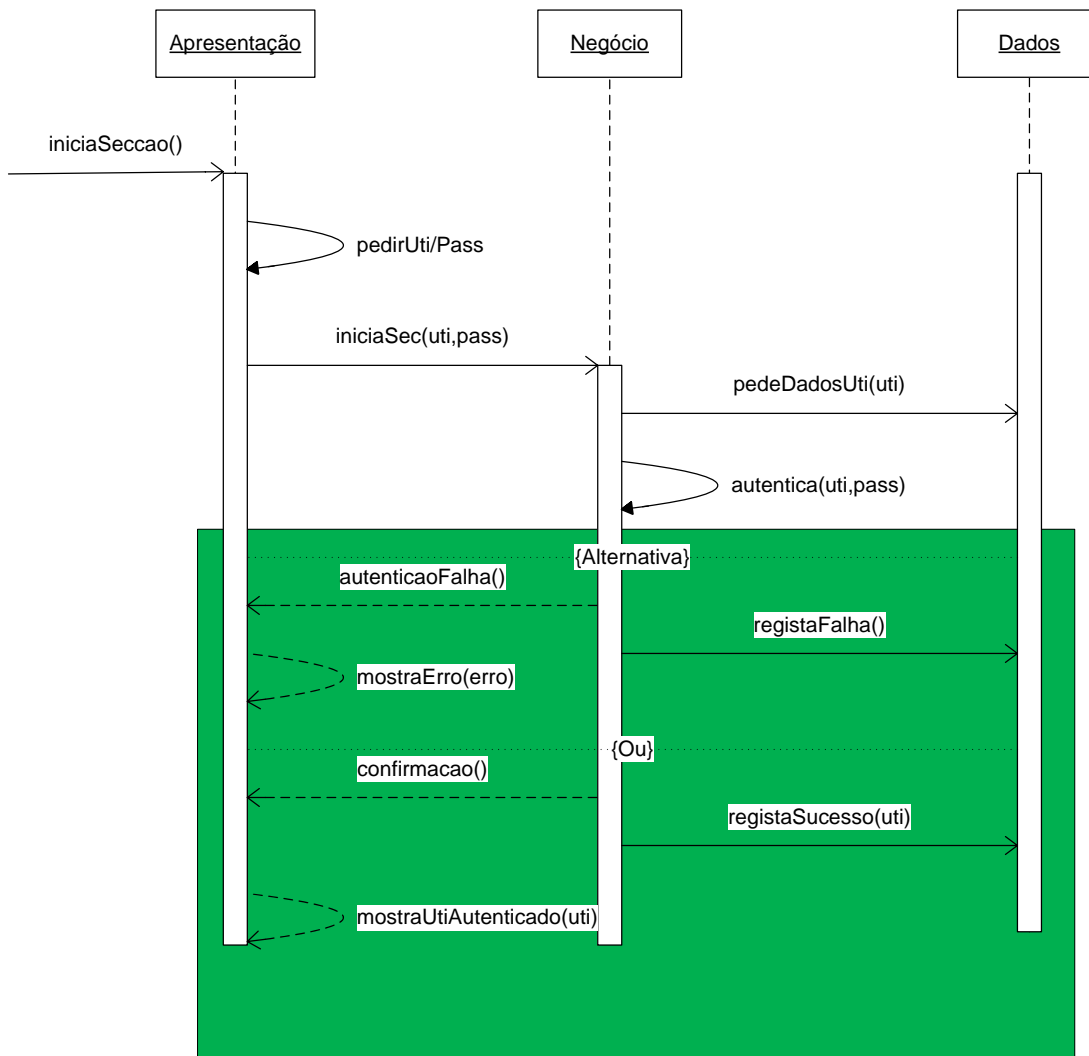 Apresentação
Negócio
Dados
iniciaSeccao()
pedirUti/Pass
iniciaSec(uti,pass)
pedeDadosUti(uti)
autentica(uti,pass)
{Alternativa}
autenticaoFalha()
registaFalha()
mostraErro(erro)
{Ou}
confirmacao()
registaSucesso(uti)
mostraUtiAutenticado(uti)